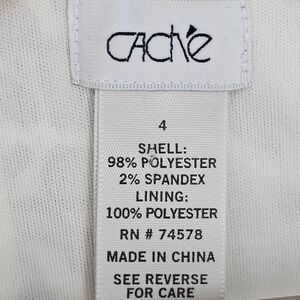 Caché
4
SHELL:
98% POLYESTER
2% SPANDEX
LINING:
100% POLYESTER
RN # 74578
MADE IN CHINA
SEE REVERSE
FOR CARE